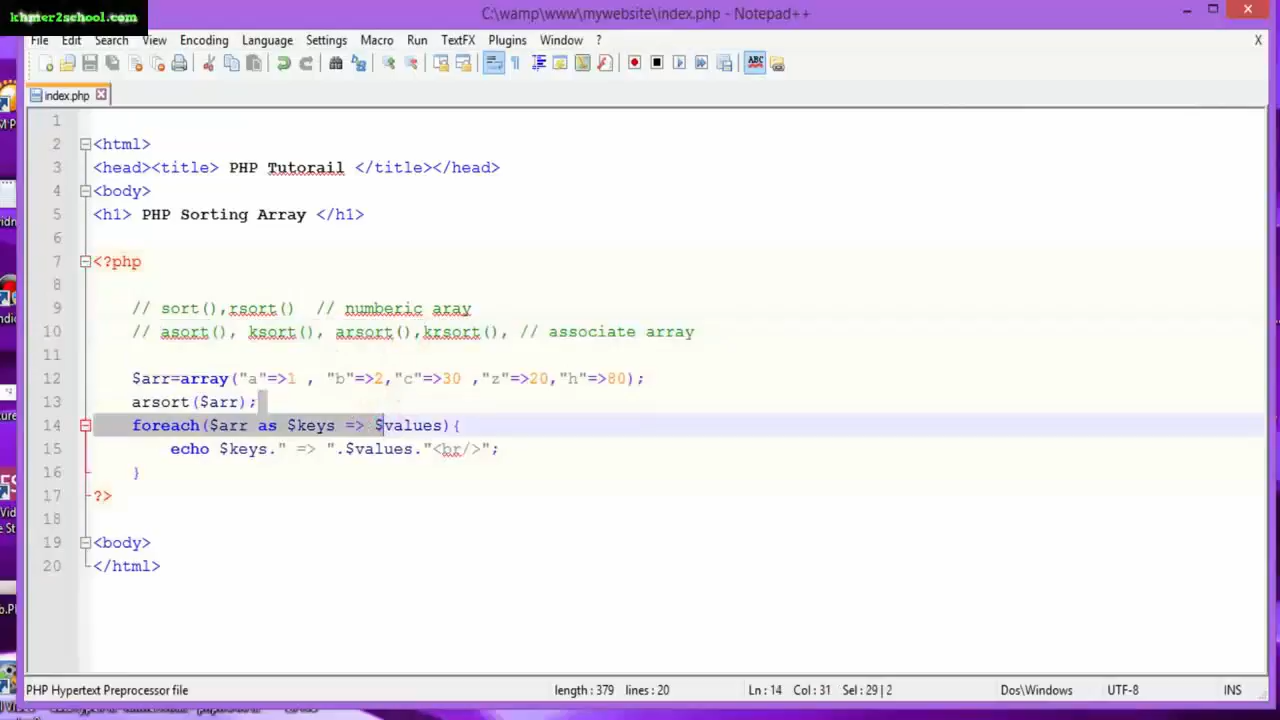 khmer2school.com
C:\wamp\www\mywebsite\index.php - Notepad++
File Edit Search View Encoding Language Settings Macro Run TextFX Plugins Window ? X
index.php
1
2 <html>
3 <head><title> PHP Tutorail </title></head>
4 <body>
5 <h1> PHP Sorting Array </h1>
6
7 <?php
8
9 // sort(),rsort() // numberic aray
10 // asort(), ksort(), arsort(),krsort(), // associate array
11
12 $arr=array("a"=>1 , "b"=>2,"c"=>30 ,"z"=>20,"h"=>80);
13 arsort($arr);
14 foreach($arr as $keys => $values){
15 echo $keys." => ".$values."<br/>";
16 }
17 ?>
18
19 <body>
20 </html>
PHP Hypertext Preprocessor file length : 379 lines : 20 Ln : 14 Col : 31 Sel : 29 | 2 Dos\Windows UTF-8 INS